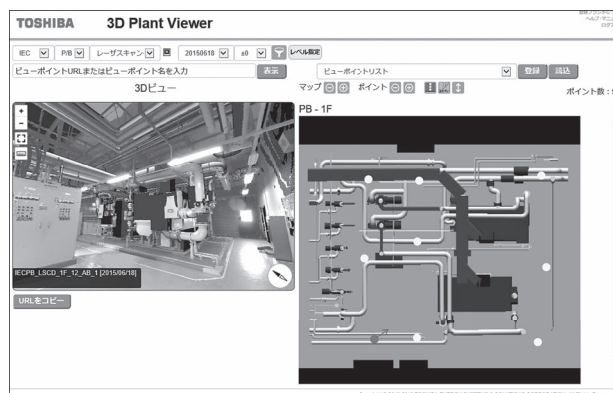 TOSHIBA 3D Plant Viewer
IEC P/B レーザスキャン 20150618 ±0 レベル指定
ビューポイントURLまたはビューポイント名を入力 表示 ビューポイントリスト 登録 読込
3Dビュー
マップ ポイント
ポイント数 :
PB - 1F
IECPB_LSCD_1F_12_AB_1 [2015/06/18]
URLをコピー